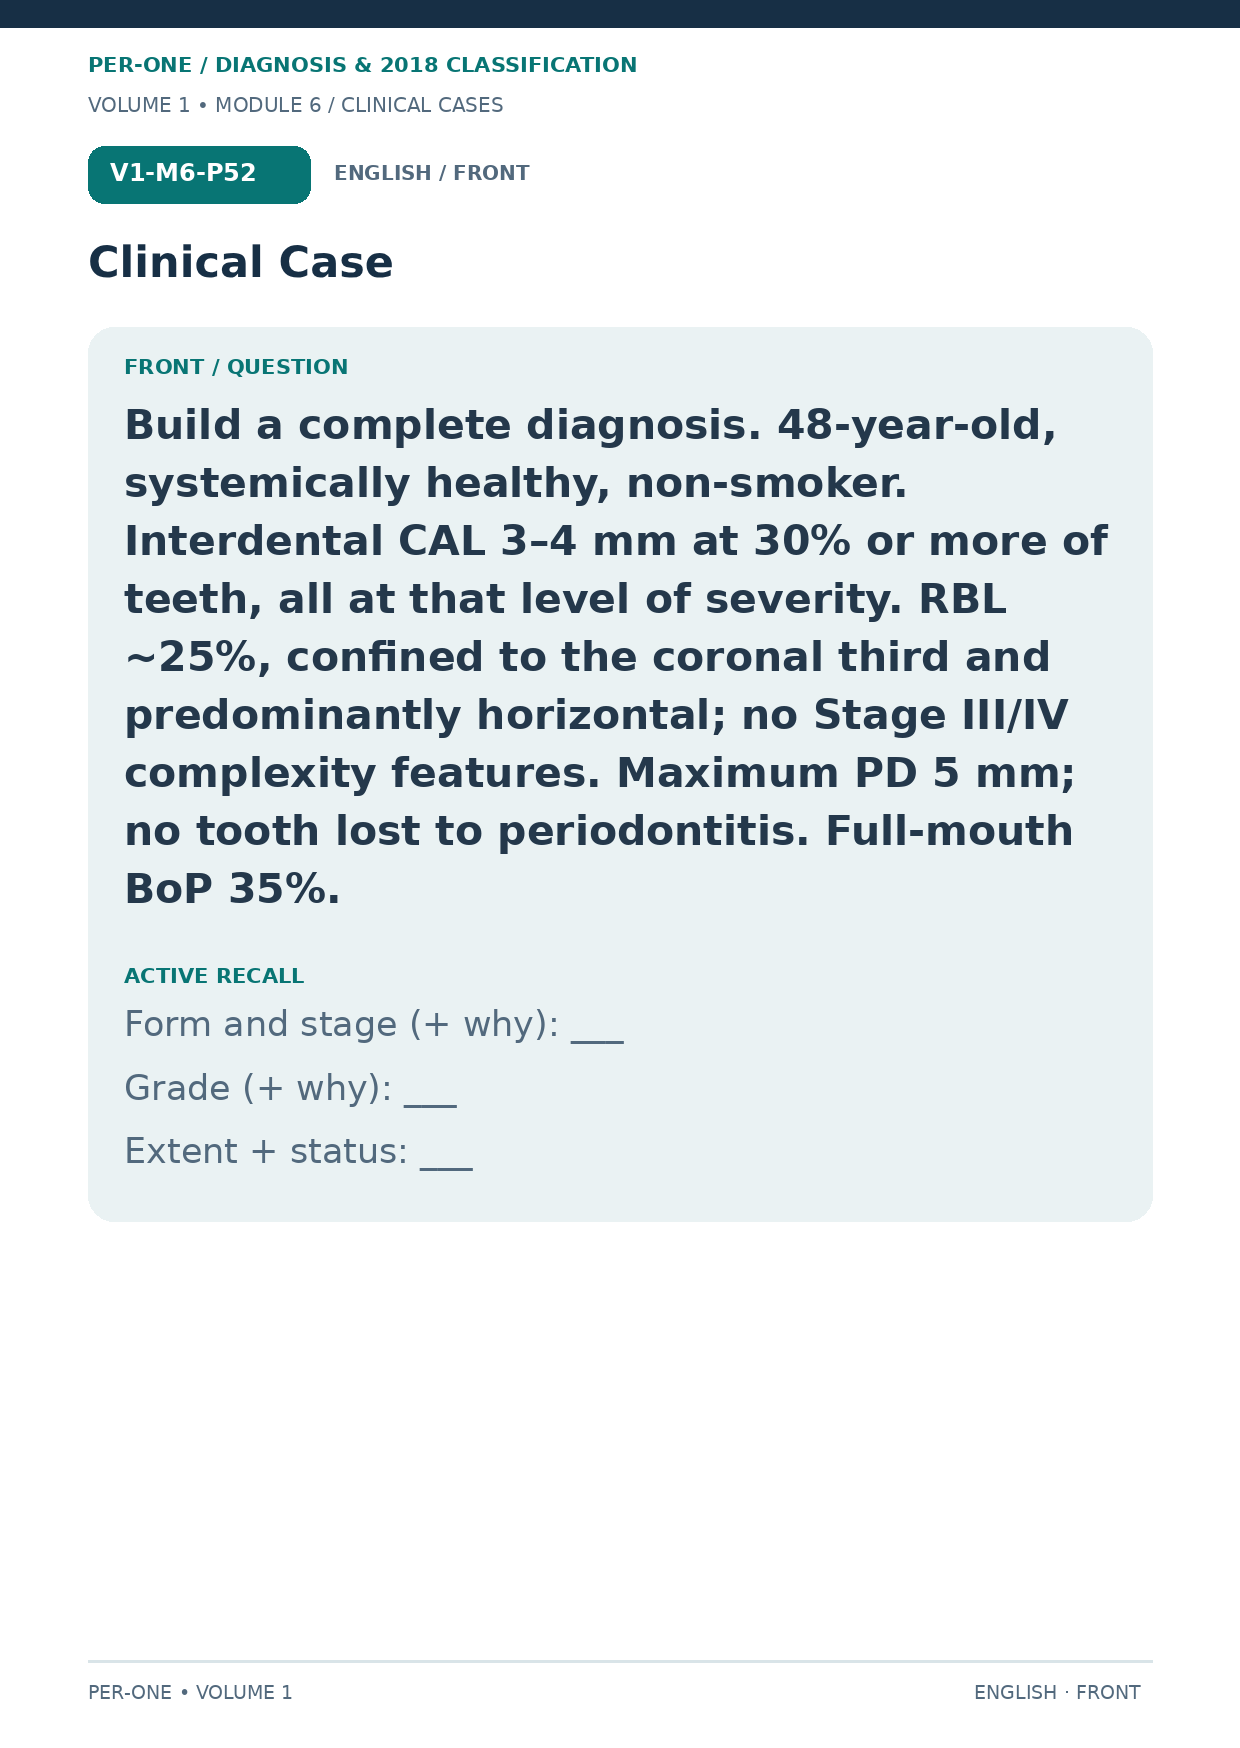 PER-ONE / DIAGNOSIS & 2018 CLASSIFICATION
VOLUME 1 • MODULE 6 / CLINICAL CASES
V1-M6-P52
ENGLISH / FRONT
Clinical Case
FRONT / QUESTION
Build a complete diagnosis. 48-year-old,
systemically healthy, non-smoker.
Interdental CAL 3–4 mm at 30% or more of
teeth, all at that level of severity. RBL
~25%, confined to the coronal third and
predominantly horizontal; no Stage III/IV
complexity features. Maximum PD 5 mm;
no tooth lost to periodontitis. Full-mouth
BoP 35%.
ACTIVE RECALL
Form and stage (+ why): ___
Grade (+ why): ___
Extent + status: ___
PER-ONE • VOLUME 1
ENGLISH · FRONT